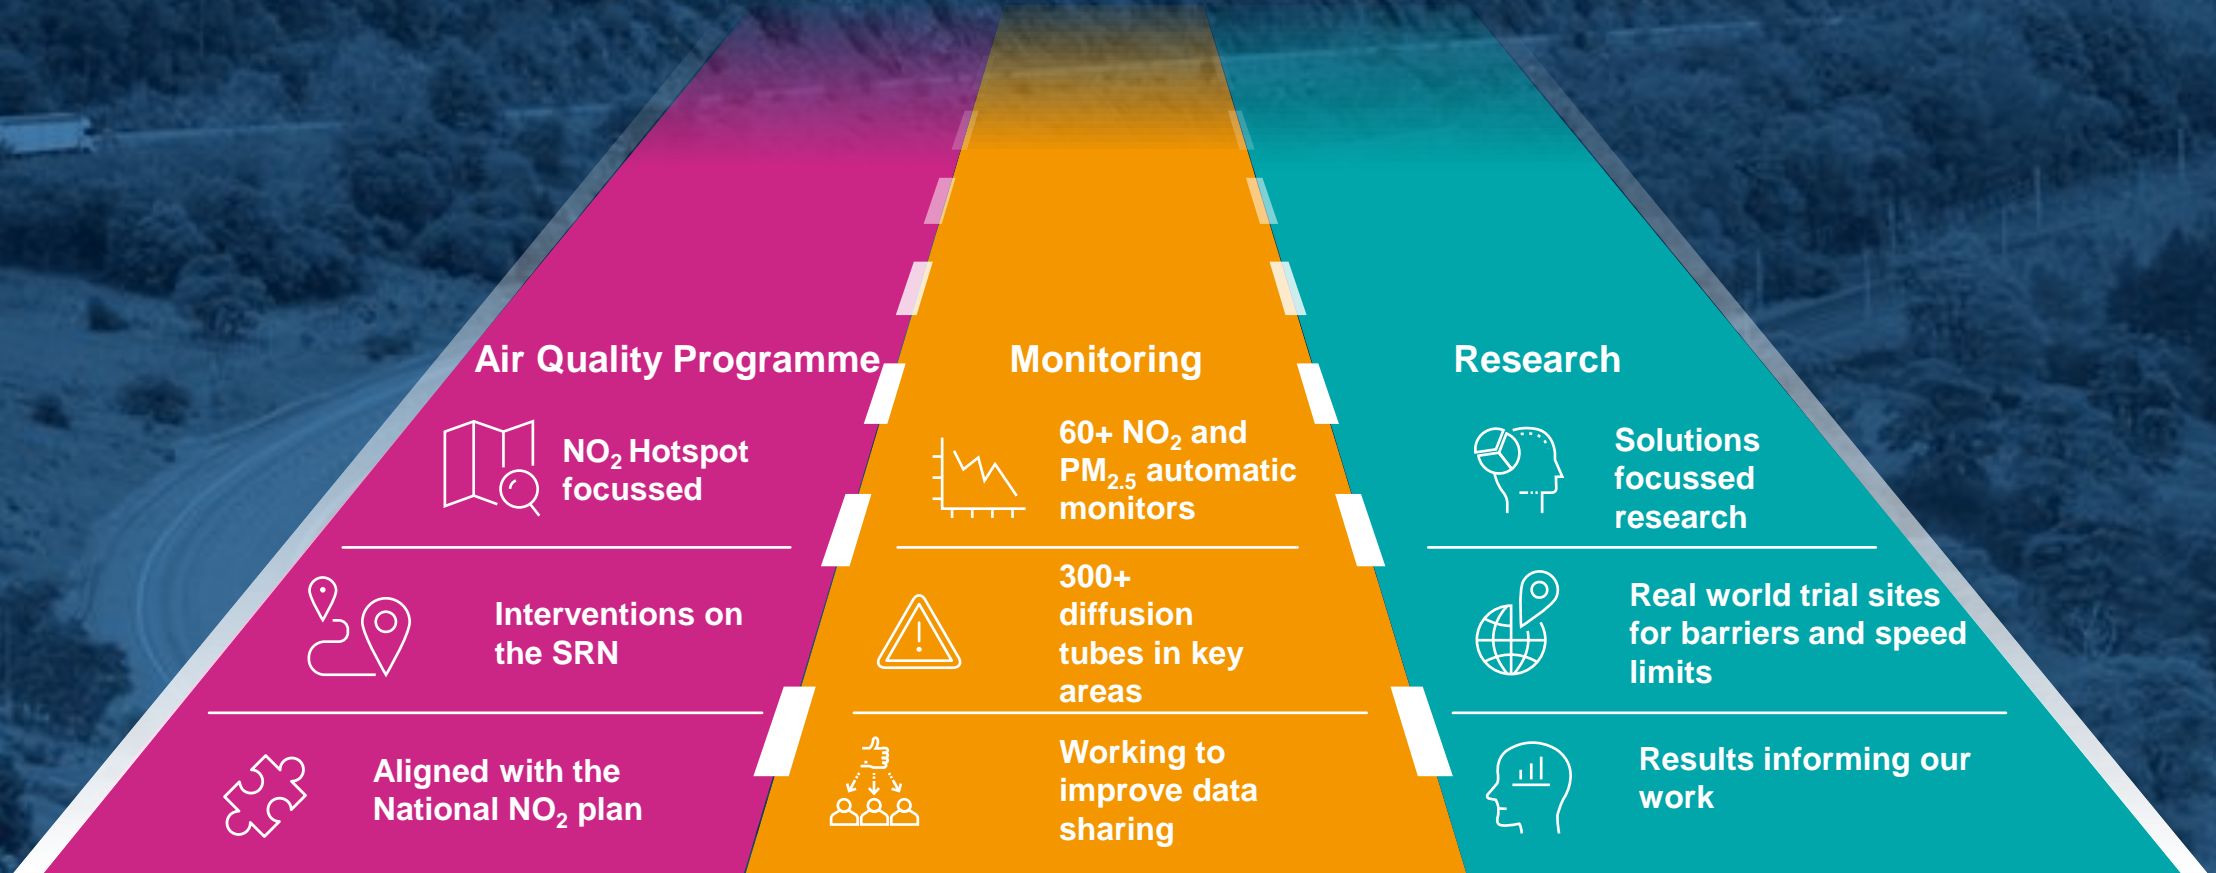 Air Quality Programme
NO₂ Hotspot
focussed
Interventions on
the SRN
Aligned with the
National NO₂ plan
Monitoring
60+ NO₂ and
PM₂.₅ automatic
monitors
300+
diffusion
tubes in key
areas
Working to
improve data
sharing
Research
Solutions
focussed
research
Real world trial sites
for barriers and speed
limits
Results informing our
work